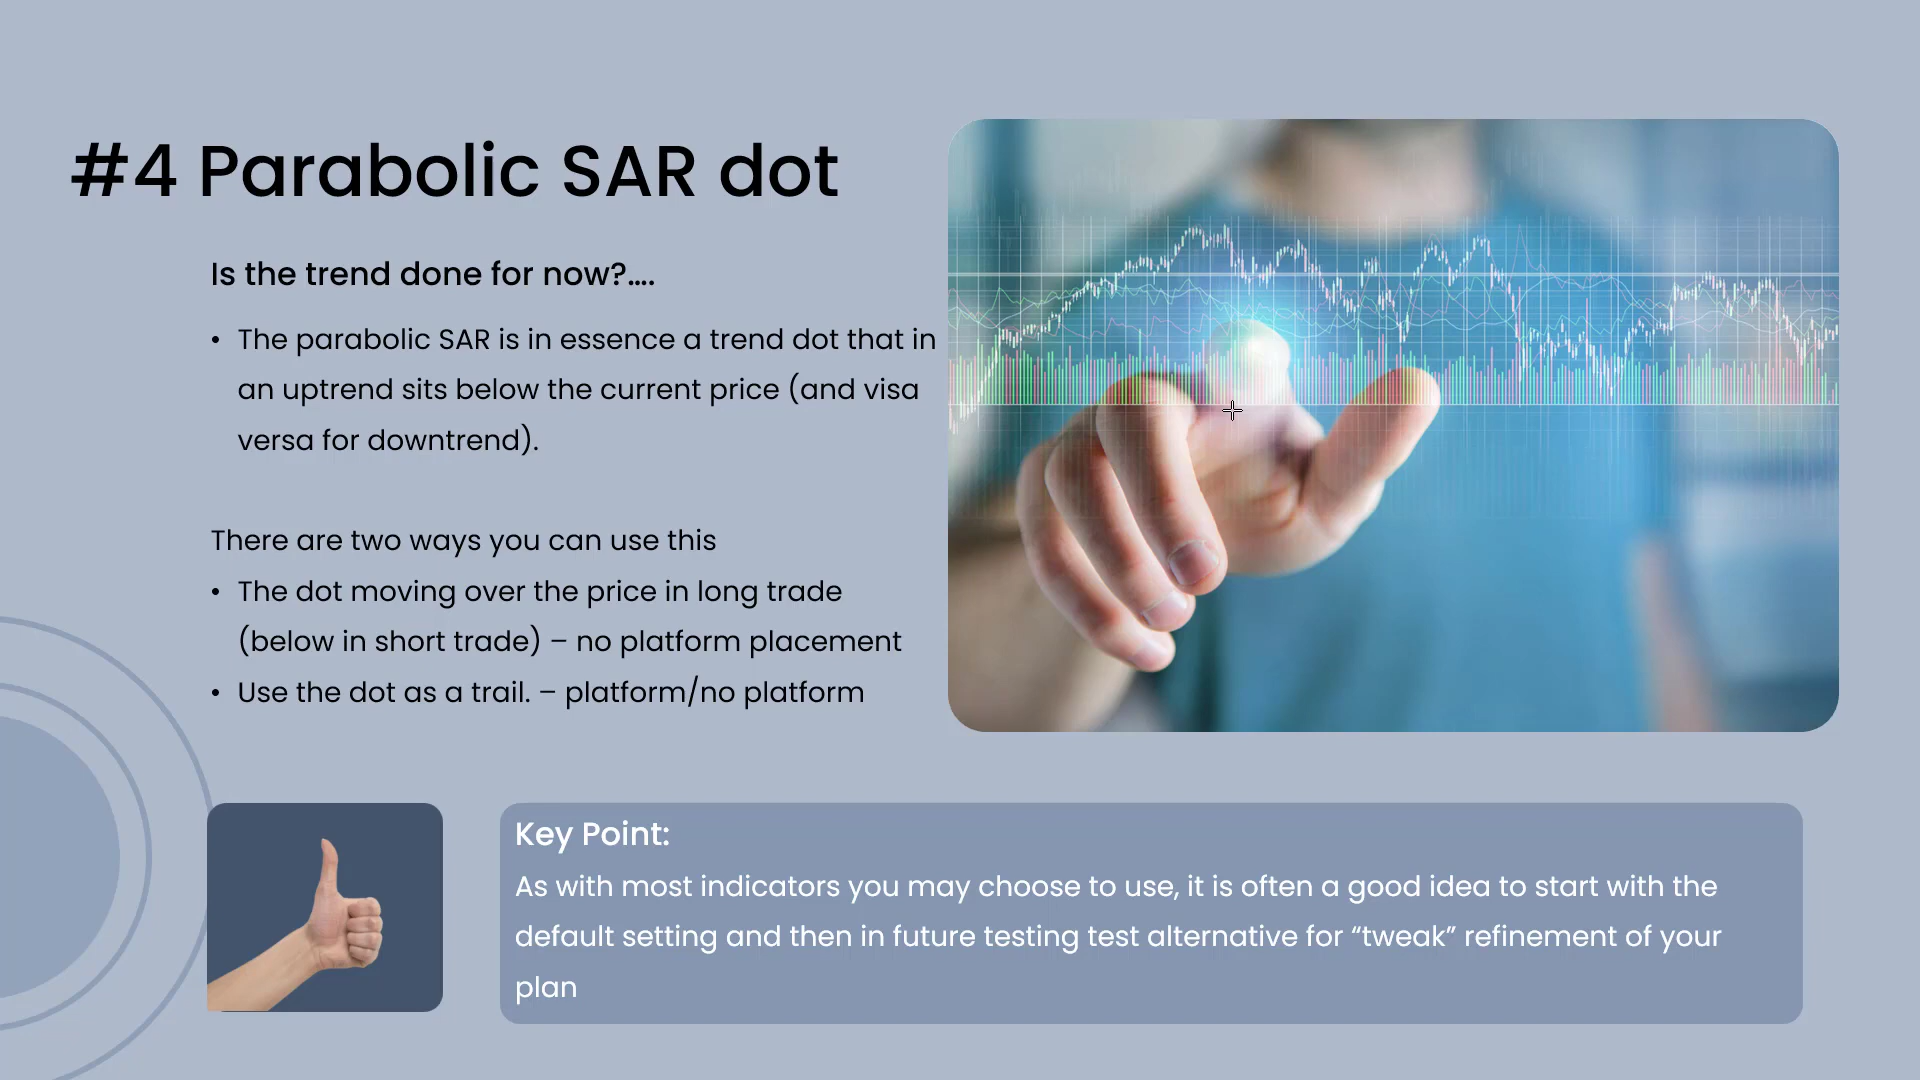 #4 Parabolic SAR dot
Is the trend done for now?....
• The parabolic SAR is in essence a trend dot that in
an uptrend sits below the current price (and visa
versa for downtrend).
There are two ways you can use this
• The dot moving over the price in long trade
(below in short trade) – no platform placement
• Use the dot as a trail. – platform/no platform
Key Point:
As with most indicators you may choose to use, it is often a good idea to start with the
default setting and then in future testing test alternative for “tweak” refinement of your
plan